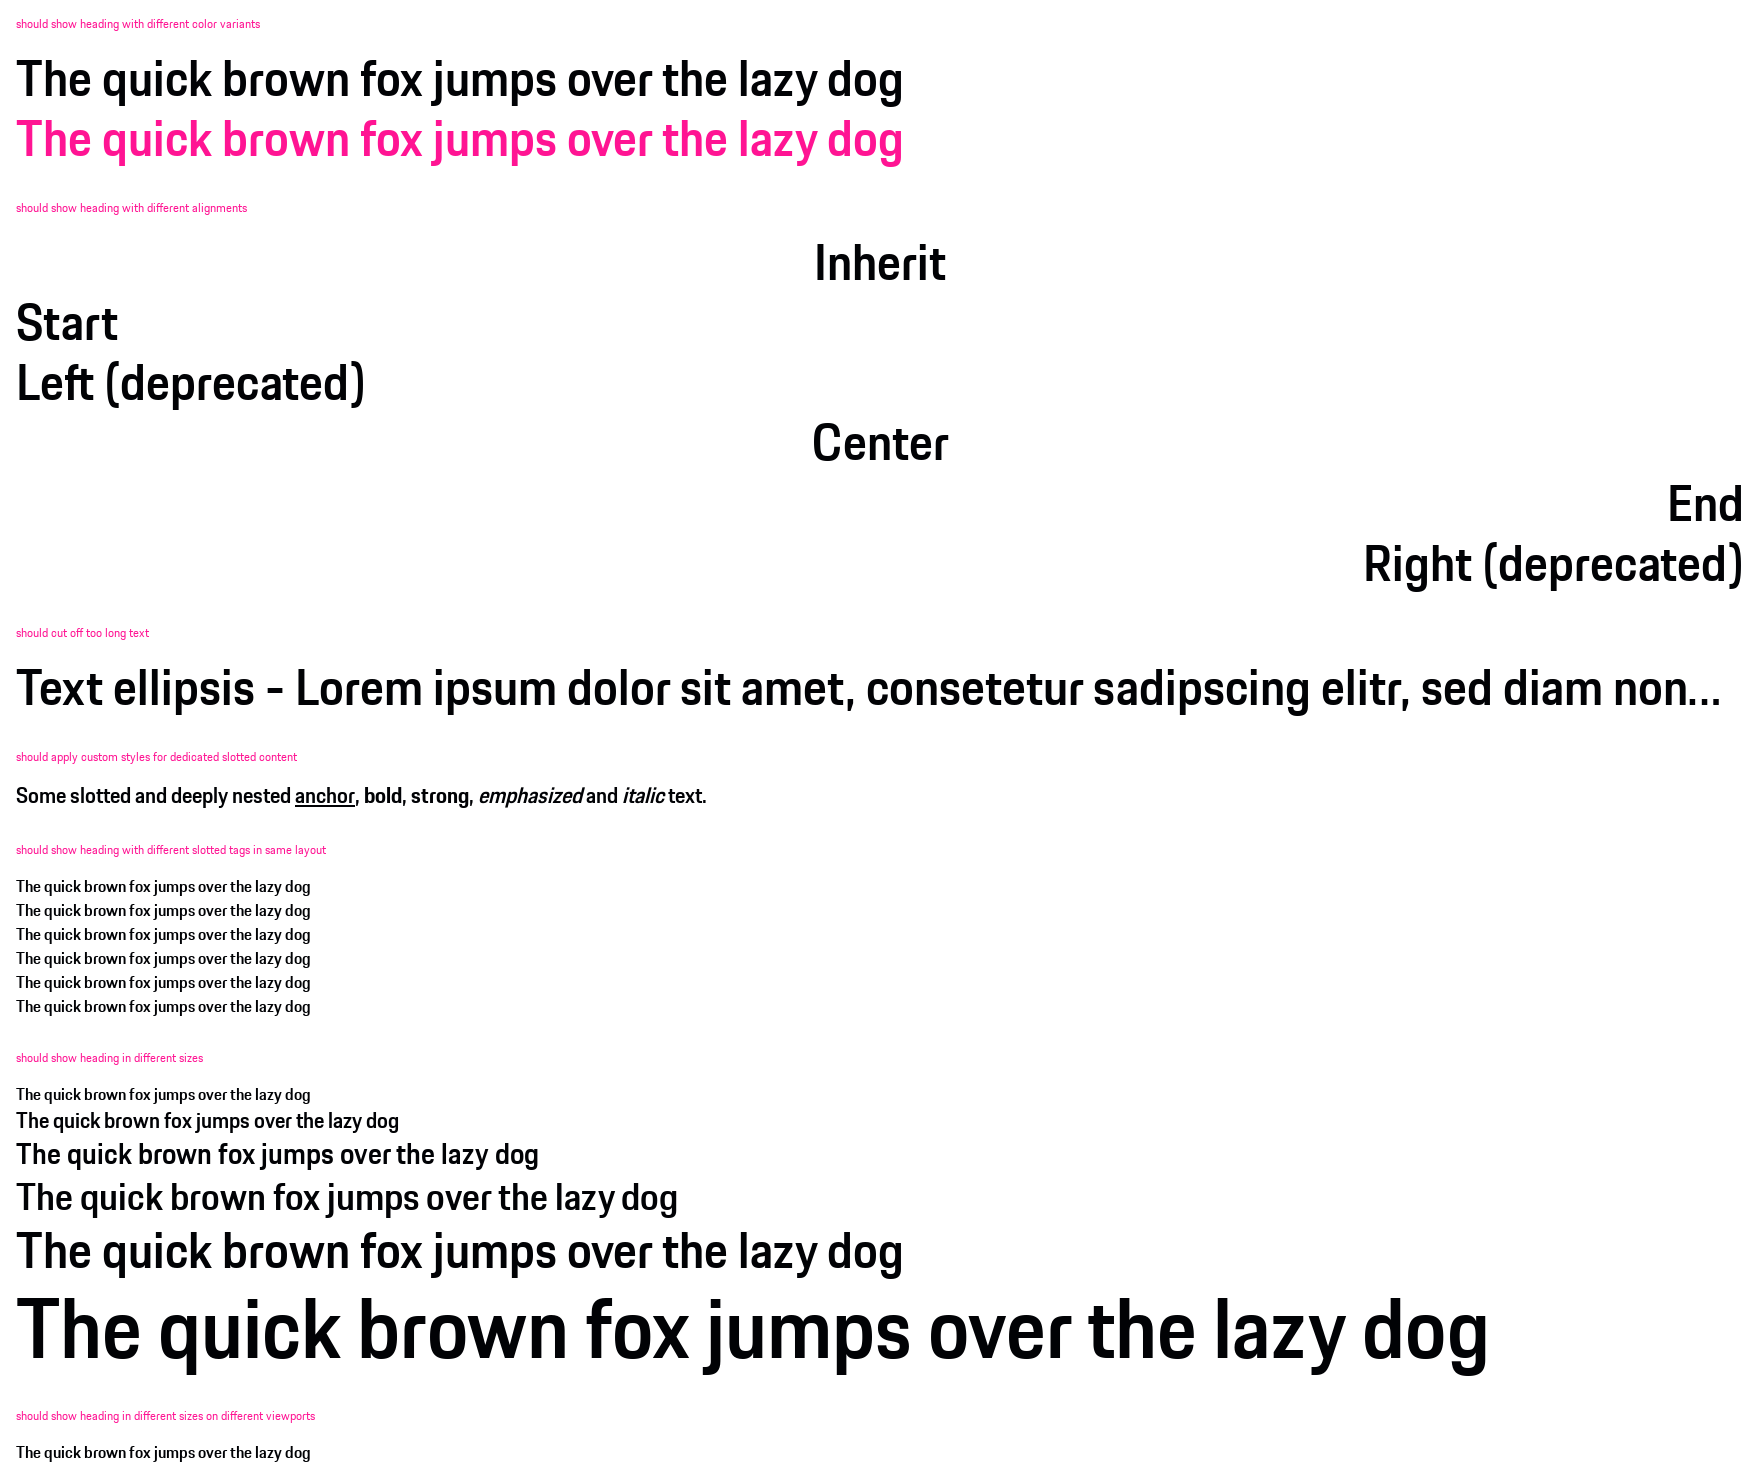 should show heading with different color variants
The quick brown fox jumps over the lazy dog
The quick brown fox jumps over the lazy dog
should show heading with different alignments
Inherit
Start
Left (deprecated)
Center
End
Right (deprecated)
should cut off too long text
Text ellipsis - Lorem ipsum dolor sit amet, consetetur sadipscing elitr, sed diam non…
should apply custom styles for dedicated slotted content
Some slotted and deeply nested anchor, bold, strong, emphasized and italic text.
should show heading with different slotted tags in same layout
The quick brown fox jumps over the lazy dog
The quick brown fox jumps over the lazy dog
The quick brown fox jumps over the lazy dog
The quick brown fox jumps over the lazy dog
The quick brown fox jumps over the lazy dog
The quick brown fox jumps over the lazy dog
should show heading in different sizes
The quick brown fox jumps over the lazy dog
The quick brown fox jumps over the lazy dog
The quick brown fox jumps over the lazy dog
The quick brown fox jumps over the lazy dog
The quick brown fox jumps over the lazy dog
The quick brown fox jumps over the lazy dog
should show heading in different sizes on different viewports
The quick brown fox jumps over the lazy dog